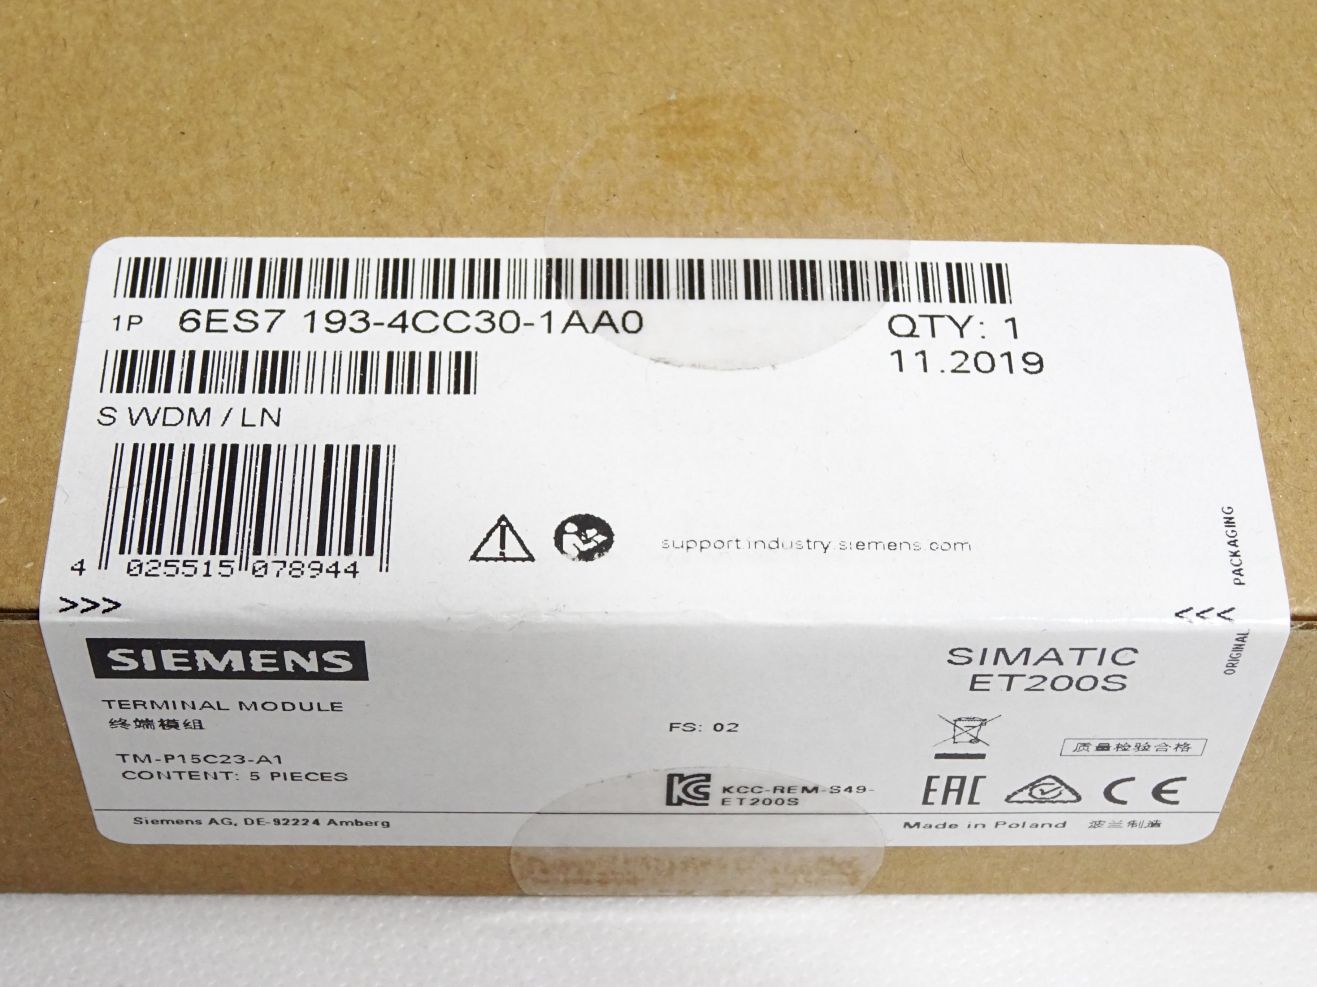 1P 6ES7 193-4CC30-1AA0
QTY: 1
11.2019
S WDM / LN
4 025515 078944
support.industry.siemens.com
>>>
<<<
ORIGINAL PACKAGING
SIEMENS
SIMATIC
ET200S
TERMINAL MODULE
终端模组
FS: 02
质量检验合格
TM-P15C23-A1
CONTENT: 5 PIECES
KCC-REM-S49-
ET200S
EAC
CE
Siemens AG, DE-92224 Amberg
Made in Poland 波兰制造